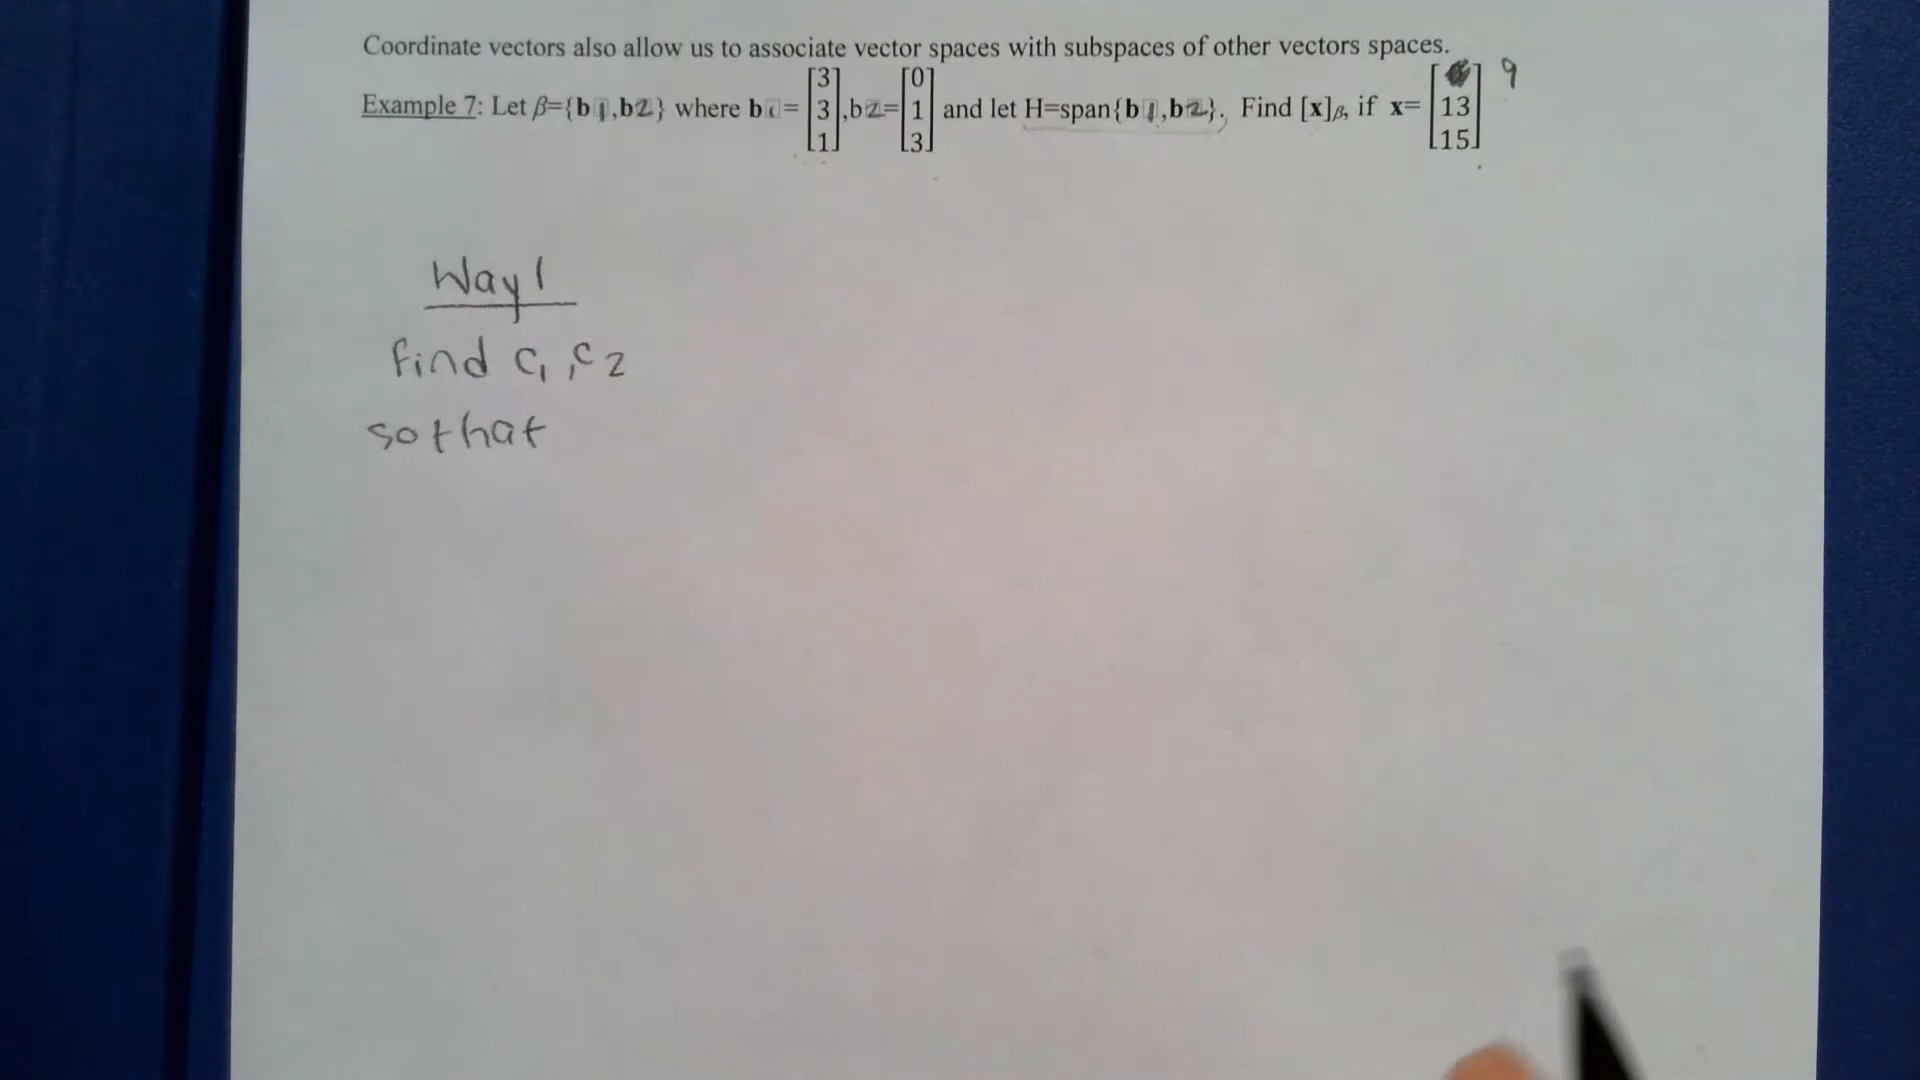 Coordinate vectors also allow us to associate vector spaces with subspaces of other vectors spaces.
Example 7: Let β={b1,b2} where b1=[3 3 1],b2=[0 1 3] and let H=span{b1,b2}. Find [x]β, if x=[13 15] 9
Way 1
find c1,c2
so that